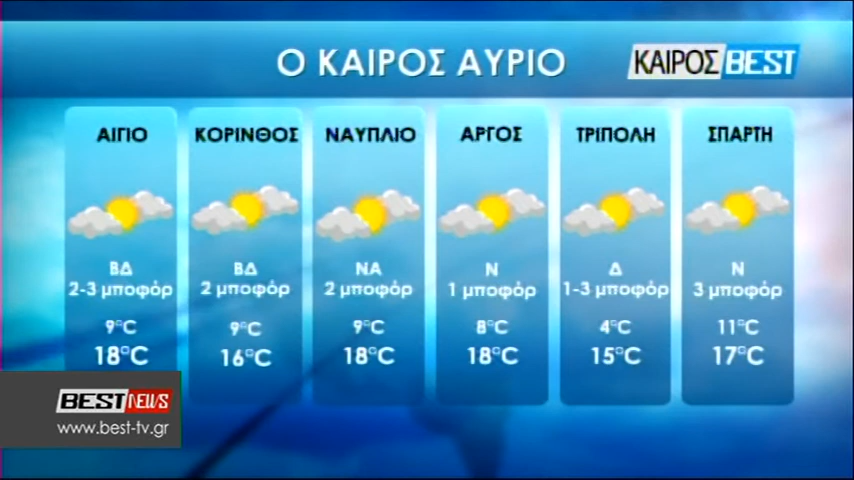 Ο ΚΑΙΡΟΣ ΑΥΡΙΟ
ΚΑΙΡΟΣ BEST
ΑΙΓΙΟ
ΒΔ
2-3 μποφόρ
9°C
18°C
ΚΟΡΙΝΘΟΣ
ΒΔ
2 μποφόρ
9°C
16°C
ΝΑΥΠΛΙΟ
ΝΑ
2 μποφόρ
9°C
18°C
ΑΡΓΟΣ
Ν
1 μποφόρ
8°C
18°C
ΤΡΙΠΟΛΗ
Δ
1-3 μποφόρ
4°C
15°C
ΣΠΑΡΤΗ
Ν
3 μποφόρ
11°C
17°C
BEST NEWS
www.best-tv.gr